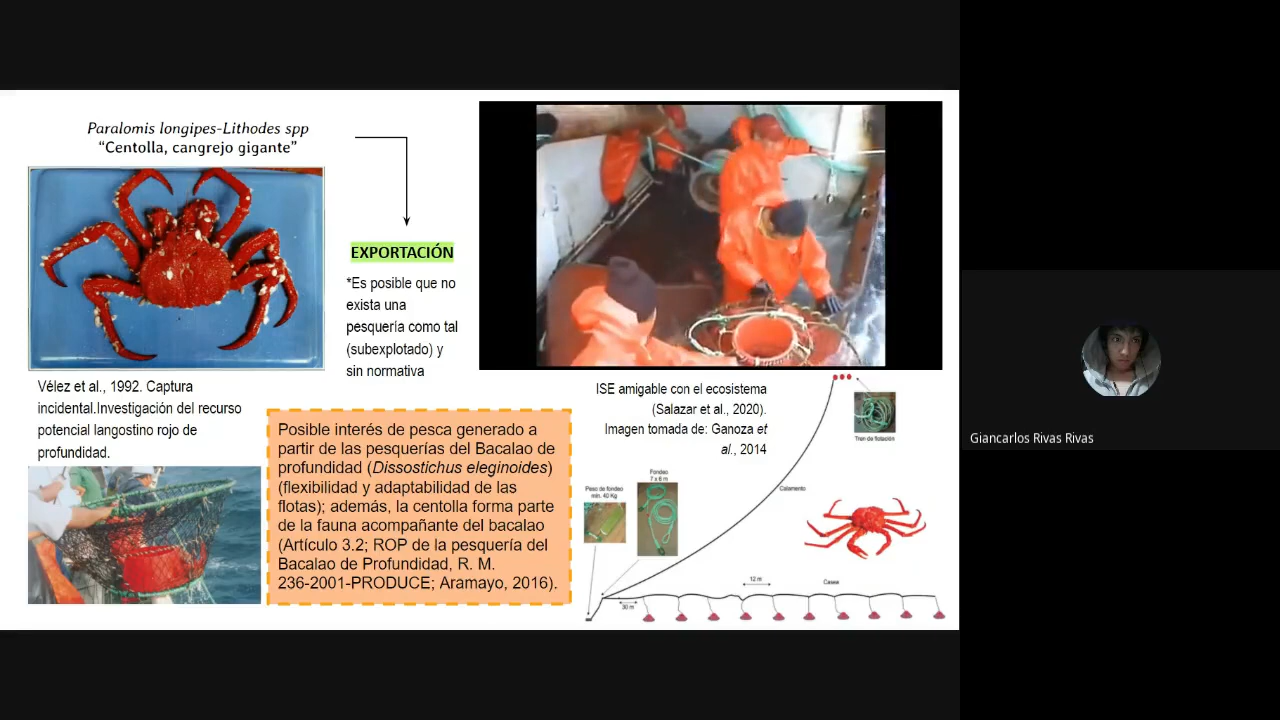 Paralomis longipes-Lithodes spp
“Centolla, cangrejo gigante”
EXPORTACIÓN
*Es posible que no
exista una
pesquería como tal
(subexplotado) y
sin normativa
Vélez et al., 1992. Captura
incidental.Investigación del recurso
potencial langostino rojo de
profundidad.
Posible interés de pesca generado a
partir de las pesquerías del Bacalao de
profundidad (Dissostichus eleginoides)
(flexibilidad y adaptabilidad de las
flotas); además, la centolla forma parte
de la fauna acompañante del bacalao
(Artículo 3.2; ROP de la pesquería del
Bacalao de Profundidad, R. M.
236-2001-PRODUCE; Aramayo, 2016).
ISE amigable con el ecosistema
(Salazar et al., 2020).
Imagen tomada de: Ganoza et
al., 2014
Tren de flotación
Fondeo
7 x 6 m
Peso de fondeo
mín. 40 Kg
Calamento
12 m
Casea
30 m
Giancarlos Rivas Rivas